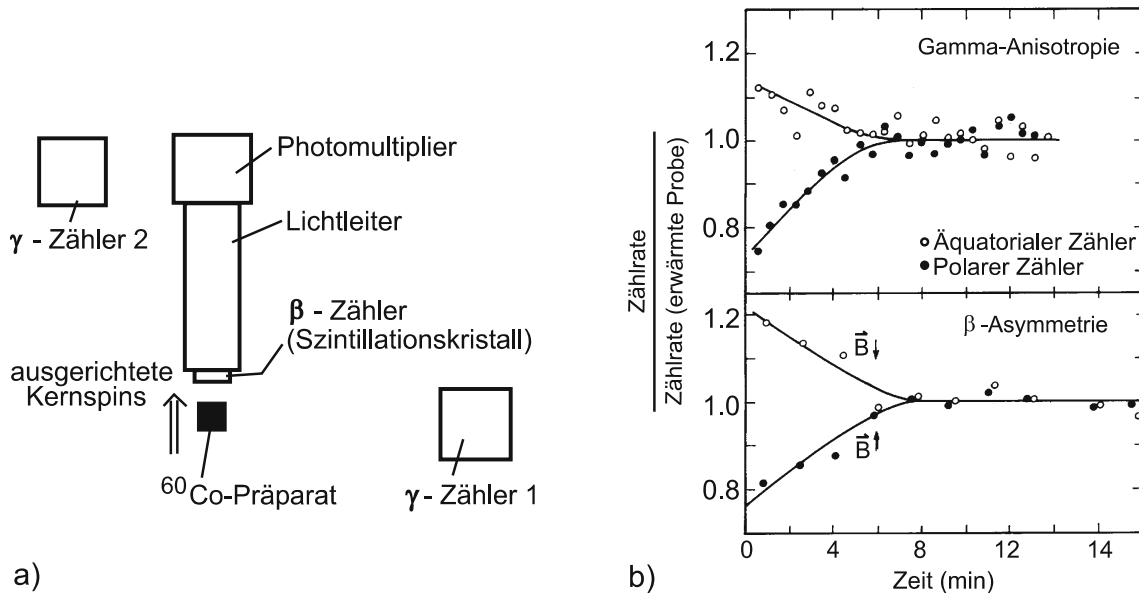 Photomultiplier
Lichtleiter
γ - Zähler 2
β - Zähler
(Szintillationskristall)
ausgerichtete
Kernspins
60Co-Präparat
γ - Zähler 1
a)
Zählrate
Zählrate (erwärmte Probe)
1.2
1.0
0.8
Gamma-Anisotropie
Äquatorialer Zähler
Polarer Zähler
1.2
1.0
0.8
β-Asymmetrie
B
B
0 4 8 12 14
Zeit (min)
b)